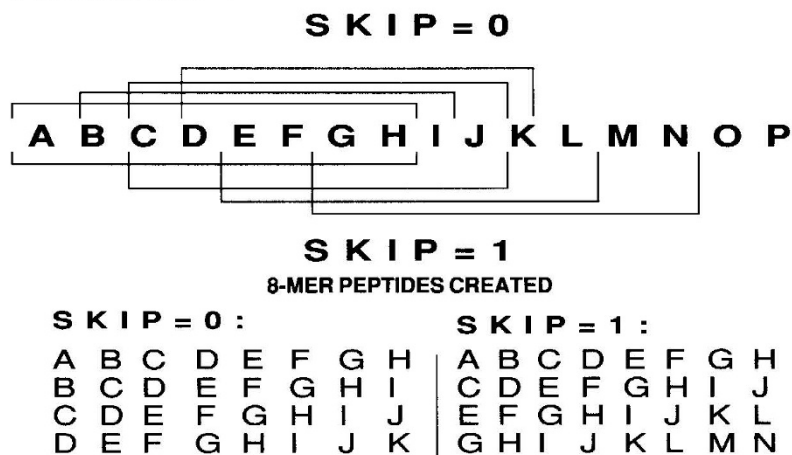 SKIP=0
A B C D E F G H I J K L M N O P
SKIP=1
8-MER PEPTIDES CREATED
SKIP=0:
A B C D E F G H
B C D E F G H I
C D E F G H I J
D E F G H I J K
SKIP=1:
A B C D E F G H
C D E F G H I J
E F G H I J K L
G H I J K L M N